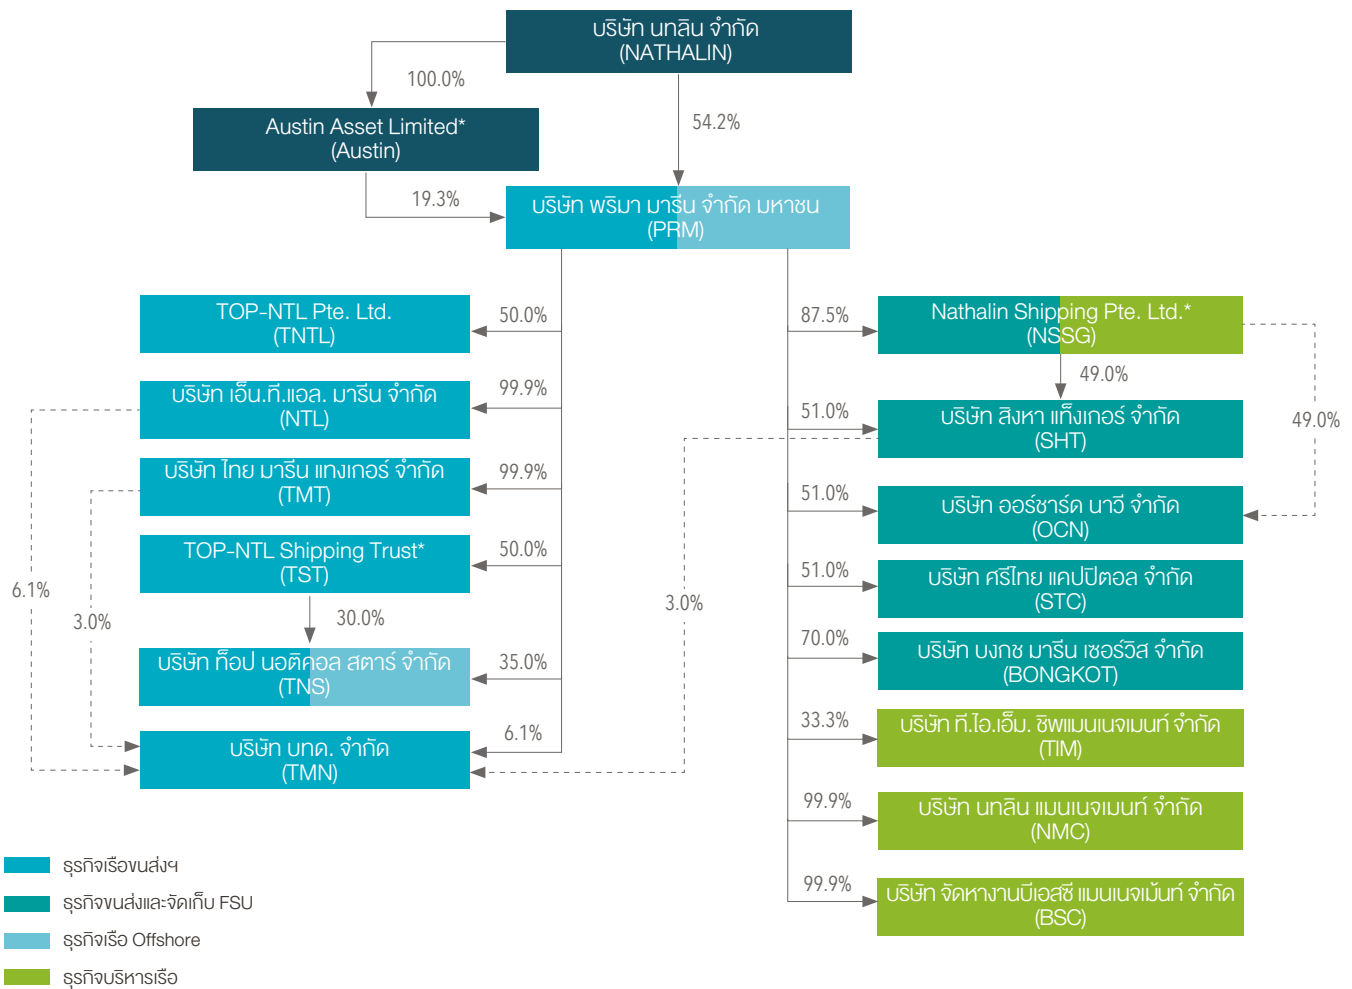 บริษัท นทลิน จำกัด
(NATHALIN)
100.0%
54.2%
Austin Asset Limited*
(Austin)
19.3%
บริษัท พริมา มารีน จำกัด มหาชน
(PRM)
TOP-NTL Pte. Ltd.
(TNTL)
50.0%
บริษัท เอ็น.ที.แอล. มารีน จำกัด
(NTL)
99.9%
บริษัท ไทย มารีน แทงเกอร์ จำกัด
(TMT)
99.9%
TOP-NTL Shipping Trust*
(TST)
50.0%
30.0%
6.1%
3.0%
บริษัท ท็อป นอติคอล สตาร์ จำกัด
(TNS)
35.0%
บริษัท บทด. จำกัด
(TMN)
6.1%
3.0%
87.5%
Nathalin Shipping Pte. Ltd.*
(NSSG)
49.0%
49.0%
51.0%
บริษัท สิงหา แท็งเกอร์ จำกัด
(SHT)
51.0%
บริษัท ออร์ชาร์ด นาวี จำกัด
(OCN)
51.0%
บริษัท ศรีไทย แคปปิตอล จำกัด
(STC)
70.0%
บริษัท บงกช มารีน เซอร์วิส จำกัด
(BONGKOT)
33.3%
บริษัท ที.ไอ.เอ็ม. ชิพแมนเนจเมนท์ จำกัด
(TIM)
99.9%
บริษัท นทลิน แมนเนจเมนท์ จำกัด
(NMC)
99.9%
บริษัท จัดหางานบีเอสซี แมนเนจเม้นท์ จำกัด
(BSC)
ธุรกิจเรือขนส่งฯ
ธุรกิจขนส่งและจัดเก็บ FSU
ธุรกิจเรือ Offshore
ธุรกิจบริหารเรือ